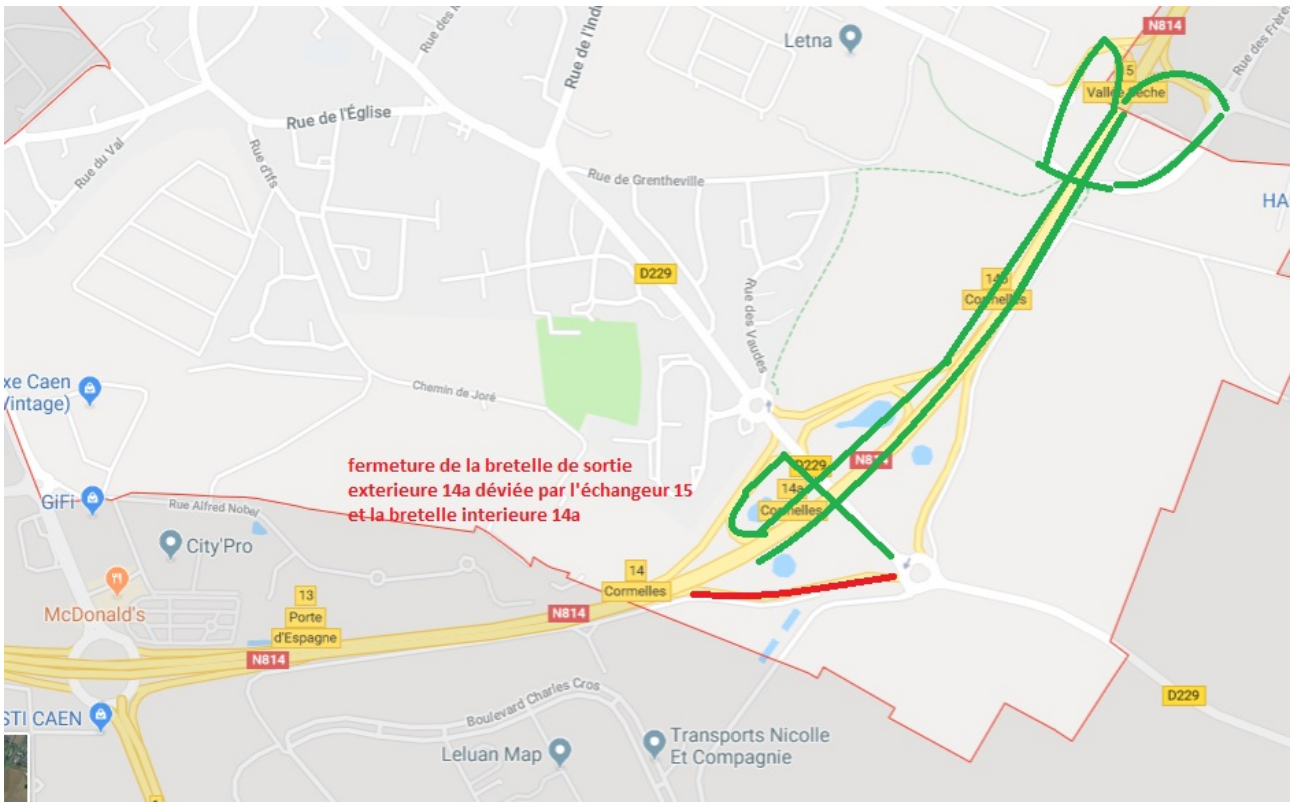 Letna
N814
Rue des Frère
Rue de l'Indu
Rue des
15
Vallée Sèche
Rue de l'Église
Rue du Val
Rue d'Ifs
Rue de Grentheville
HA
D229
14b
Cormelles
Rue des Vaudes
xe Caen
Vintage)
Chemin de Joré
fermeture de la bretelle de sortie
exterieure 14a déviée par l'échangeur 15
et la bretelle interieure 14a
D229
N814
14a
Cormelles
GiFi
Rue Alfred Nobel
City'Pro
14
Cormelles
McDonald's
13
Porte
d'Espagne
N814
N814
D229
STI CAEN
Boulevard Charles Cros
Leluan Map
Transports Nicolle
Et Compagnie